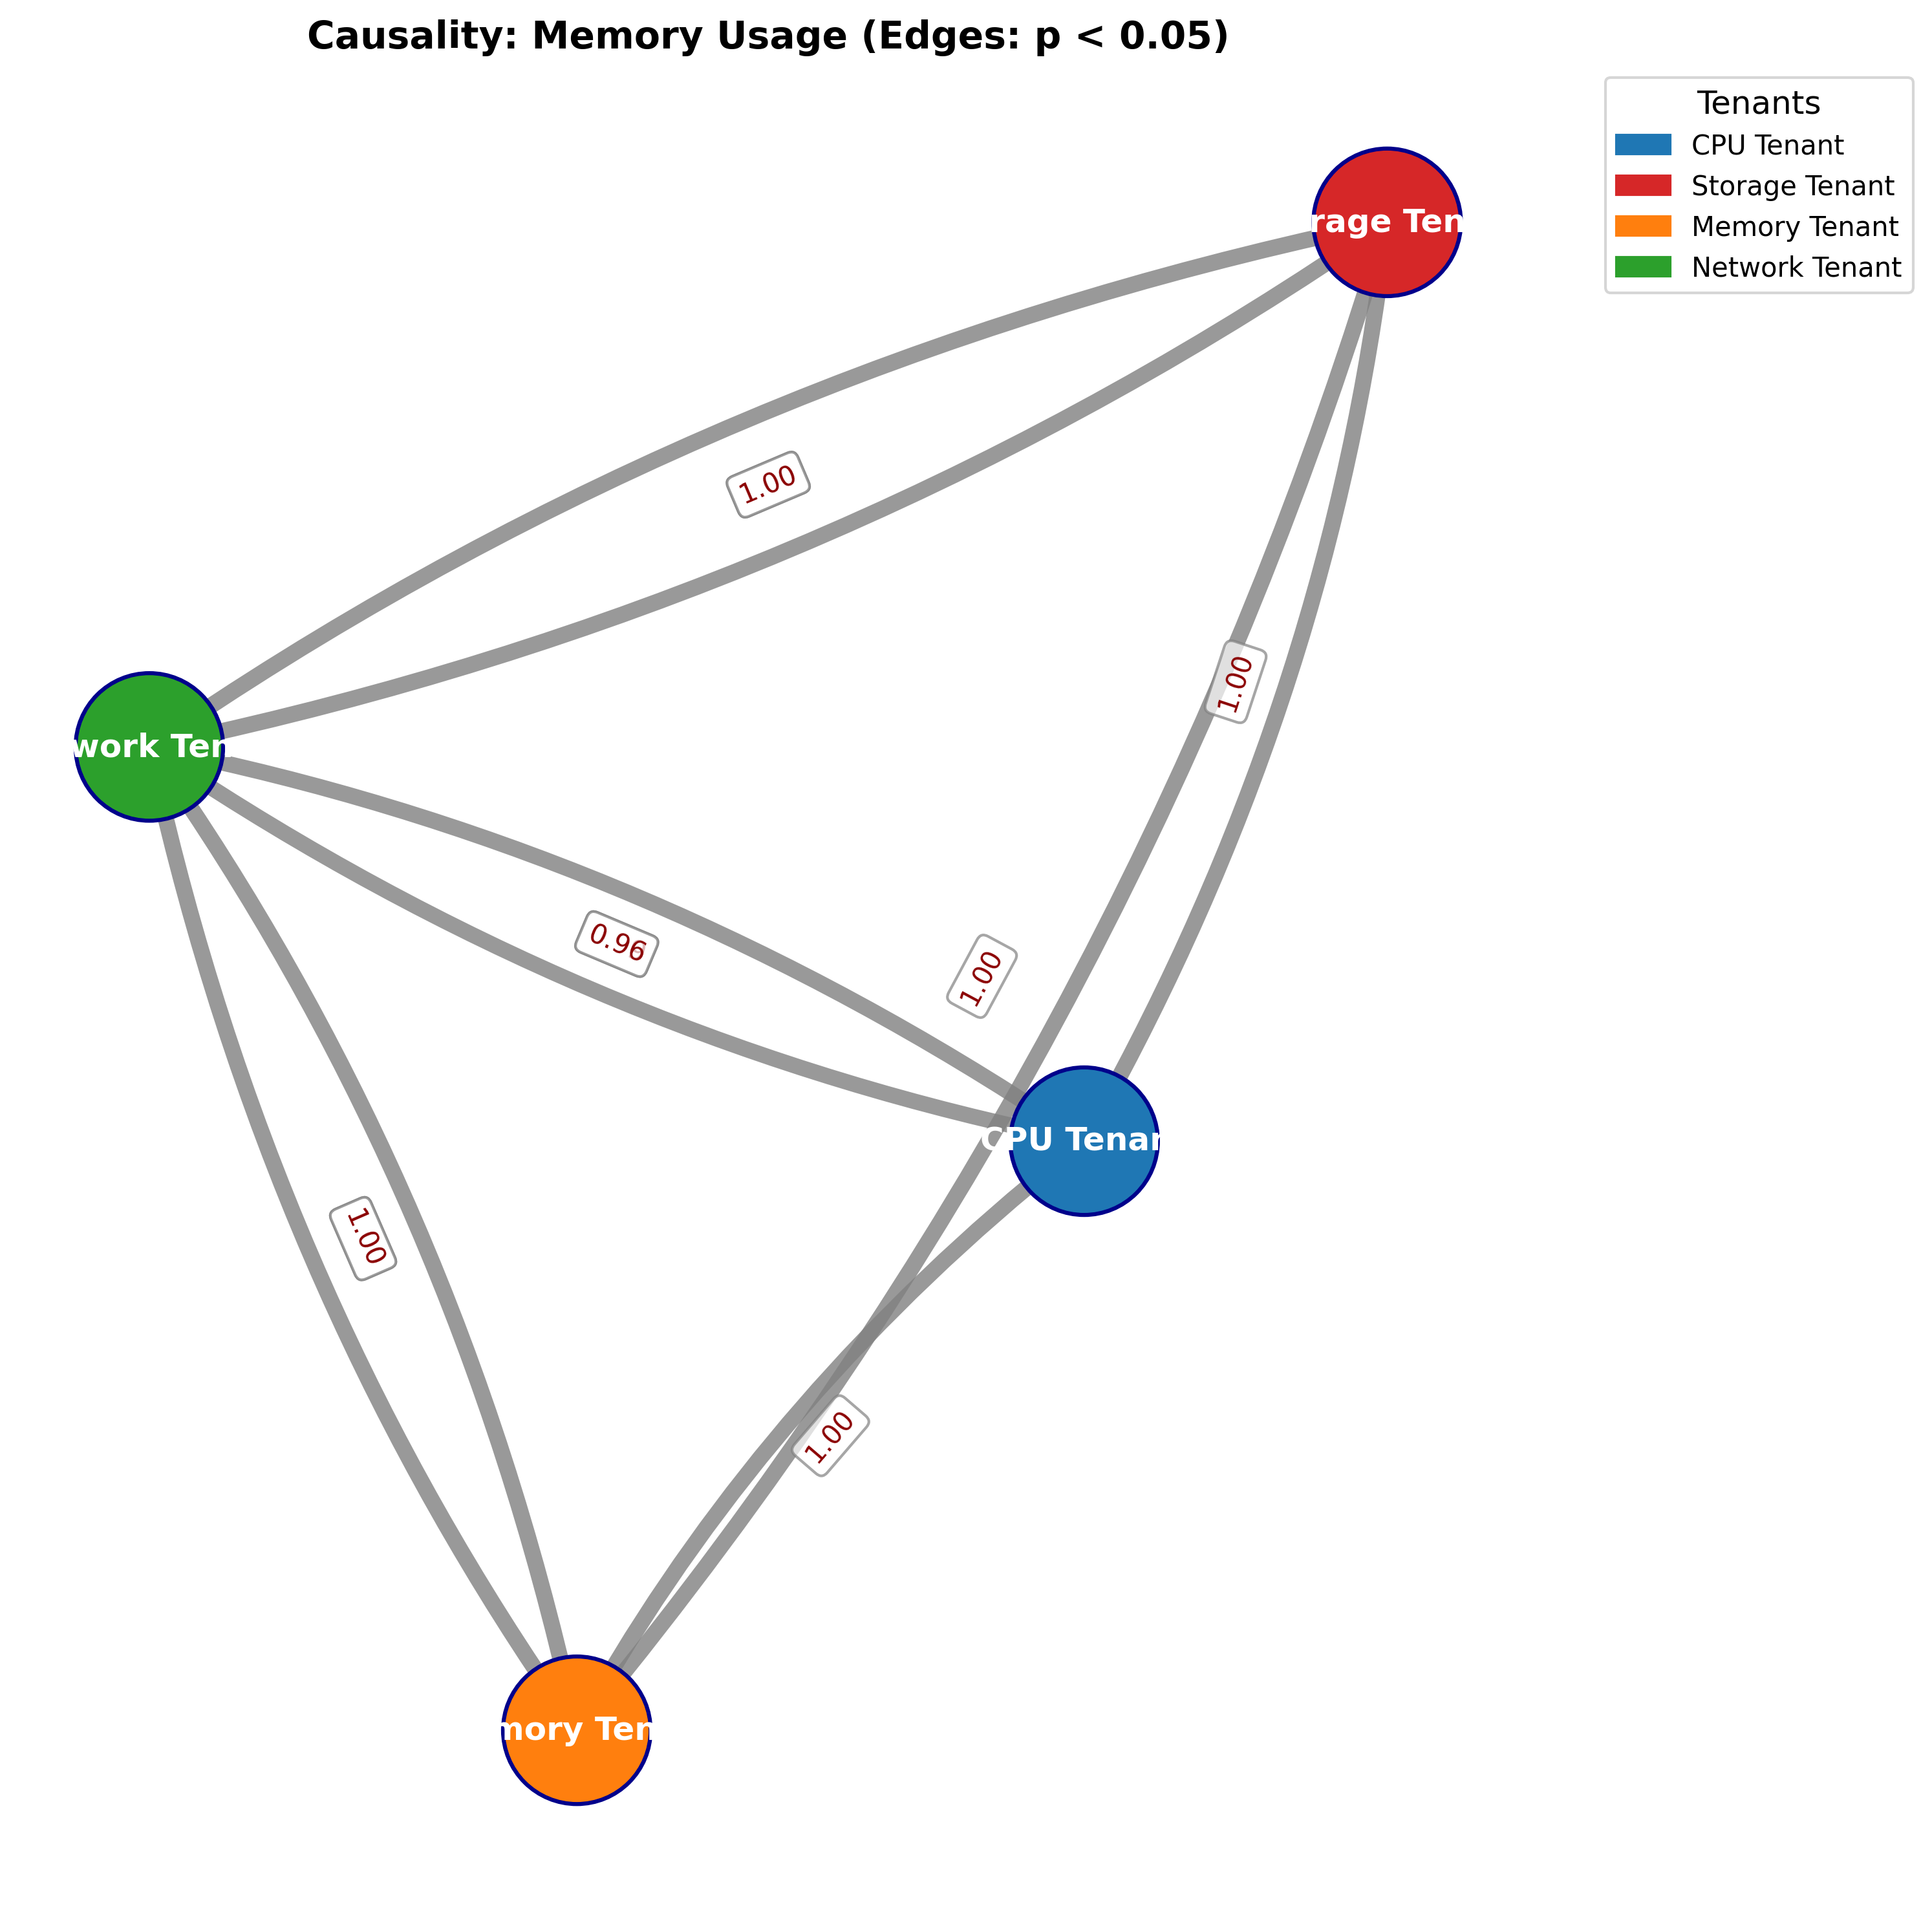 Causality: Memory Usage (Edges: p < 0.05)
Tenants
CPU Tenant
Storage Tenant
Memory Tenant
Network Tenant
rage Ten
1.00
1.00
work Ten
0.96
1.00
CPU Tenan
1.00
1.00
mory Ten